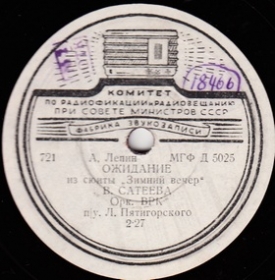 718466
КОМИТЕТ
ПО РАДИОФИКАЦИИ И РАДИОВЕЩАНИЮ
ПРИ СОВЕТЕ МИНИСТРОВ СССР
ФАБРИКА ЗВУКОЗАПИСИ
721 А. Лепин МГФ Д 5025
ОЖИДАНИЕ
из сюиты „Зимний вечер“
В. САТЕЕВА
Орк. ВРК
п/у. Л. Пятигорского
2-27